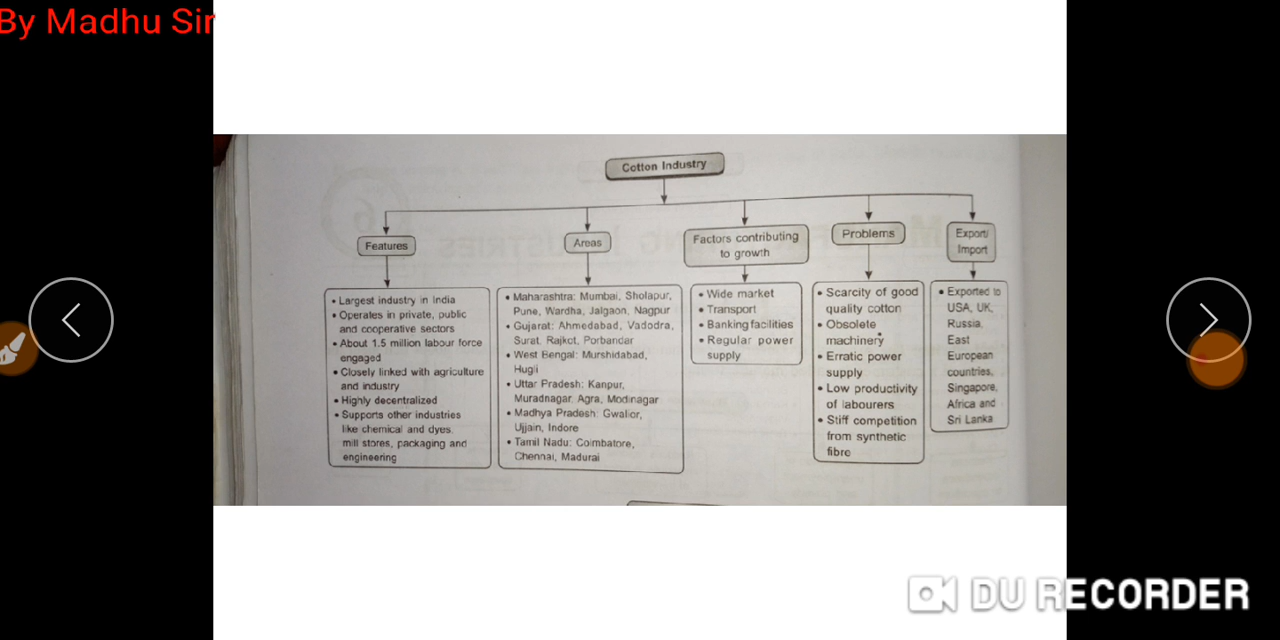 By Madhu Sir
Cotton Industry
Features
Areas
Factors contributing
to growth
Problems
Export/
Import
• Largest industry in India
• Operates in private, public
and cooperative sectors
• About 1.5 million labour force
engaged
• Closely linked with agriculture
and industry
• Highly decentralized
• Supports other industries
like chemical and dyes,
mill stores, packaging and
engineering
• Maharashtra: Mumbai, Sholapur,
Pune, Wardha, Jalgaon, Nagpur
• Gujarat: Ahmedabad, Vadodra,
Surat, Rajkot, Porbandar
• West Bengal: Murshidabad,
Hugli
• Uttar Pradesh: Kanpur,
Muradnagar, Agra, Modinagar
• Madhya Pradesh: Gwalior,
Ujjain, Indore
• Tamil Nadu: Coimbatore,
Chennai, Madurai
• Wide market
• Transport
• Banking facilities
• Regular power
supply
• Scarcity of good
quality cotton
• Obsolete
machinery
• Erratic power
supply
• Low productivity
of labourers
• Stiff competition
from synthetic
fibre
• Exported to
USA, UK,
Russia,
East
European
countries,
Singapore,
Africa and
Sri Lanka
DU RECORDER